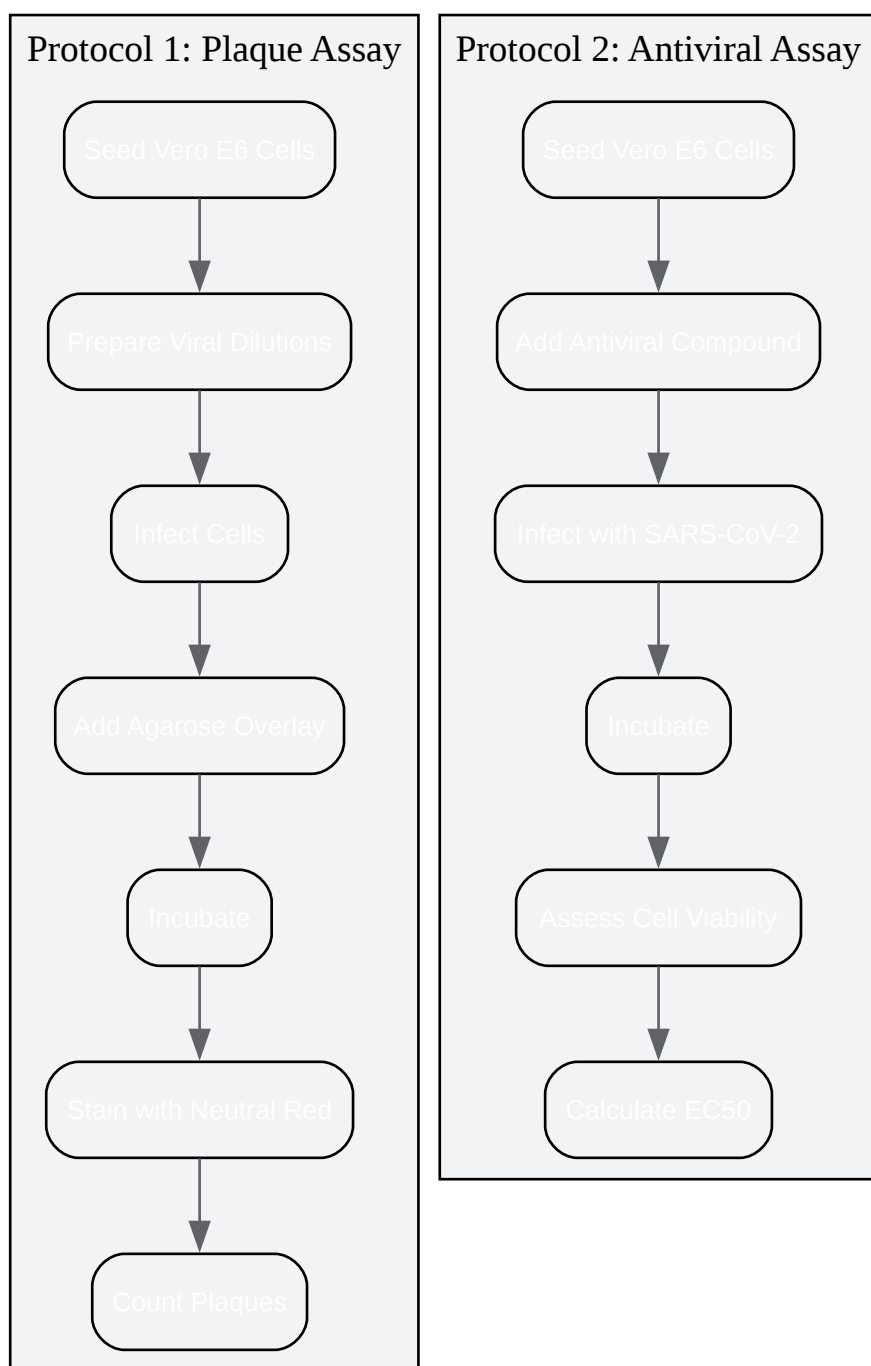 Protocol 1: Plaque Assay
Seed Vero E6 Cells
Prepare Viral Dilutions
Infect Cells
Add Agarose Overlay
Incubate
Stain with Neutral Red
Count Plaques
Protocol 2: Antiviral Assay
Seed Vero E6 Cells
Add Antiviral Compound
Infect with SARS-CoV-2
Incubate
Assess Cell Viability
Calculate EC50